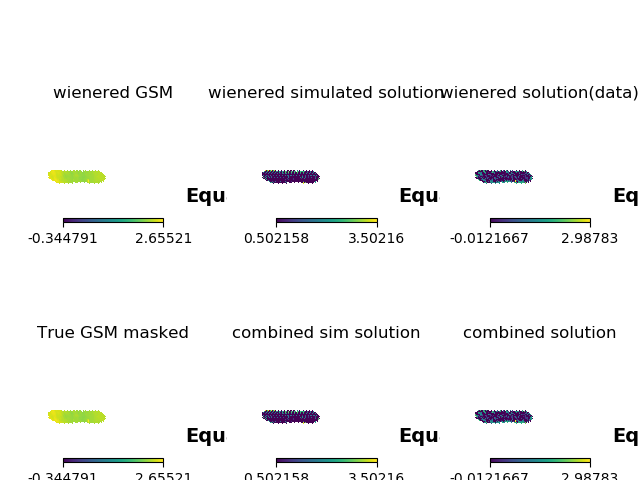 wienered GSM wienered simulated solution wienered solution(data)
Equ Equ Eq
-0.344791 2.65521 0.502158 3.50216 -0.0121667 2.98783
True GSM masked combined sim solution combined solution
Equ Equ Eq
-0.344791 2.65521 0.502158 3.50216 -0.0121667 2.98783